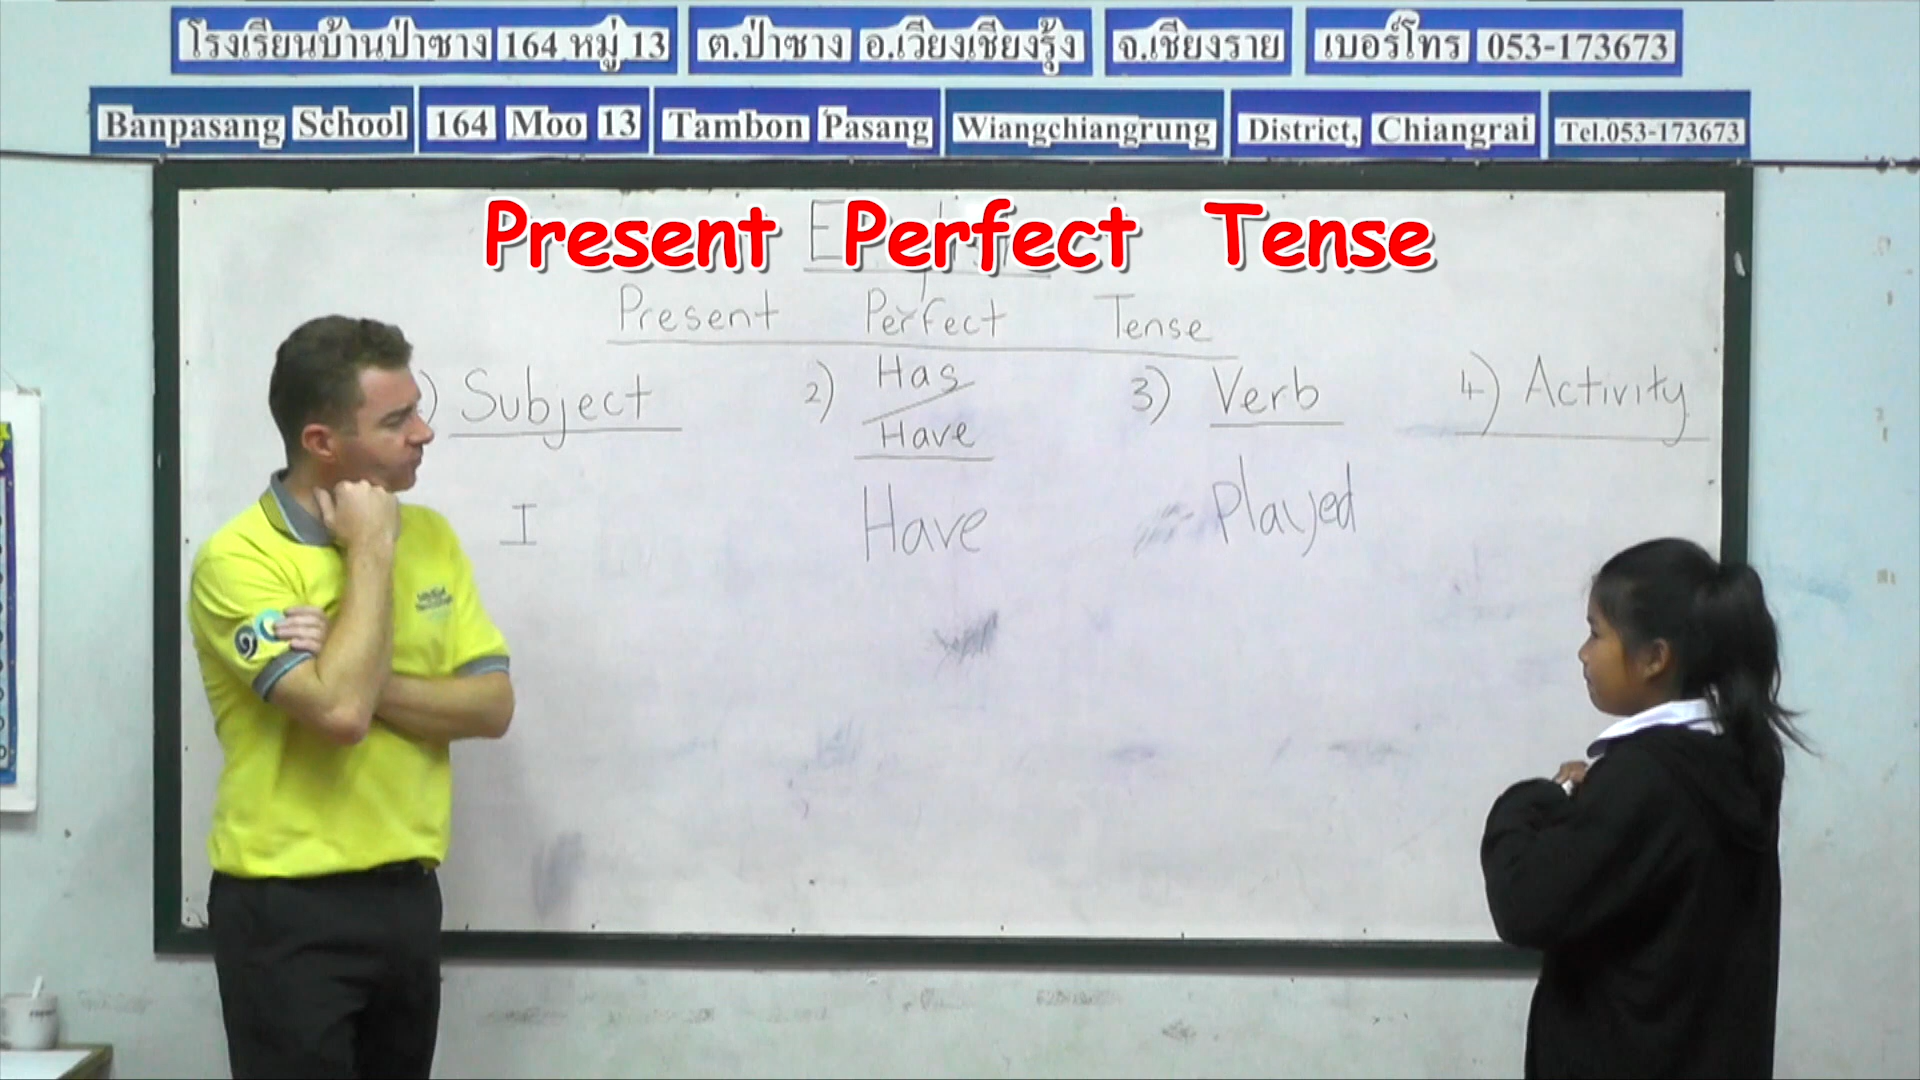 โรงเรียนบ้านป่าซาง 164 หมู่ 13 ต.ป่าซาง อ.เวียงเชียงรุ้ง จ.เชียงราย เบอร์โทร 053-173673
Banpasang School 164 Moo 13 Tambon Pasang Wiangchiangrung District, Chiangrai Tel.053-173673
Present Perfect Tense
Present Perfect Tense
) Subject 2) Has / Have 3) Verb 4) Activity
I Have Played